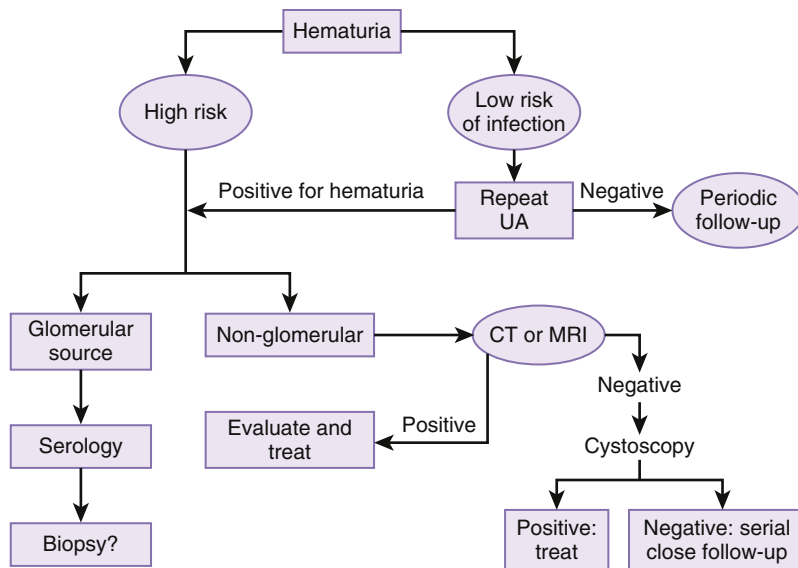 Hematuria
High risk
Low risk
of infection
Positive for hematuria
Repeat
UA
Negative
Periodic
follow-up
Glomerular
source
Non-glomerular
CT or MRI
Negative
Serology
Evaluate and
treat
Positive
Cystoscopy
Biopsy?
Positive:
treat
Negative: serial
close follow-up